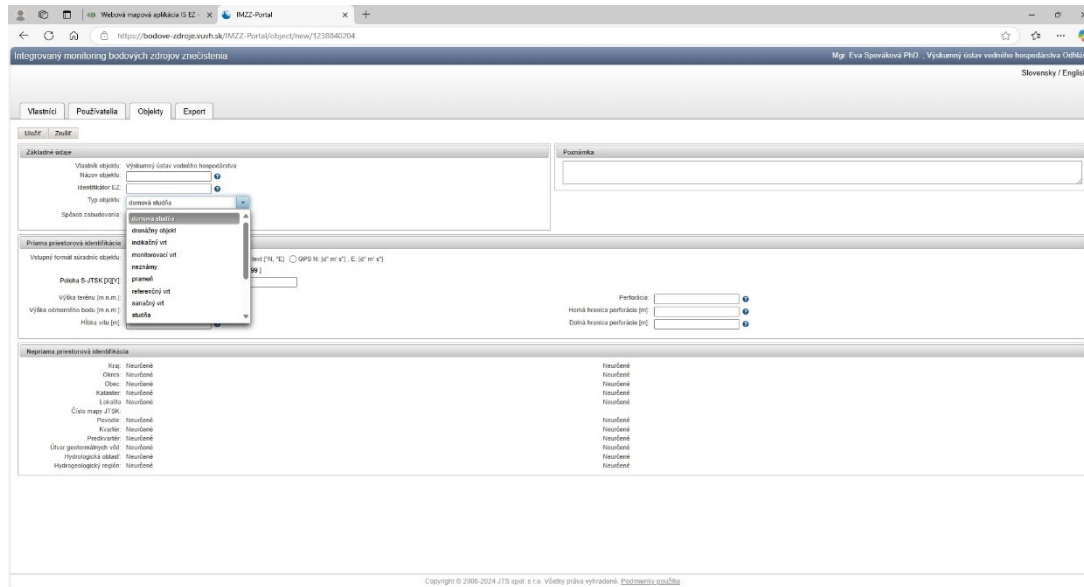 Webová mapová aplikácia IS EZ -
IMZZ-Portal
https://bodove-zdroje.vuvh.sk/IMZZ-Portal/object/new/1238840204
Integrovaný monitoring bodových zdrojov znečistenia
Mgr. Eva Speváková PhD., Výskumný ústav vodného hospodárstva Odhlá
Slovensky / English
Vlastníci
Používatelia
Objekty
Export
Uložiť
Zrušiť
Základné údaje
Poznámka
Vlastník objektu: Výskumný ústav vodného hospodárstva
Názov objektu:
Identifikátor EZ:
Typ objektu: domová studňa
Spôsob zabudovania:
domová studňa
drenážny objekt
indikačný vrt
monitorovací vrt
neznámy
prameň
referenčný vrt
sanačný vrt
studňa
Priama priestorová identifikácia
Vstupný formát súradníc objektu:
text [°N, °E] GPS N: [d° m' s"] , E: [d° m' s"]
99 ]
Poloha S-JTSK [X][Y]:
Výška terénu [m n.m.]:
Výška odmerného bodu [m n.m.]:
Hĺbka vrtu [m]:
Perforácia:
Horná hranica perforácie [m]:
Dolná hranica perforácie [m]:
Nepriama priestorová identifikácia
Kraj: Neurčené Neurčené
Okres: Neurčené Neurčené
Obec: Neurčené Neurčené
Kataster: Neurčené Neurčené
Lokalita: Neurčené Neurčené
Číslo mapy JTSK:
Povodie: Neurčené Neurčené
Kvartér: Neurčené Neurčené
Predkvartér: Neurčené Neurčené
Útvar geotermálnych vôd: Neurčené Neurčené
Hydrologická oblasť: Neurčené Neurčené
Hydrogeologický región: Neurčené Neurčené
Copyright © 2008-2024 JTS spol. s r.o. Všetky práva vyhradené. Podmienky použitia